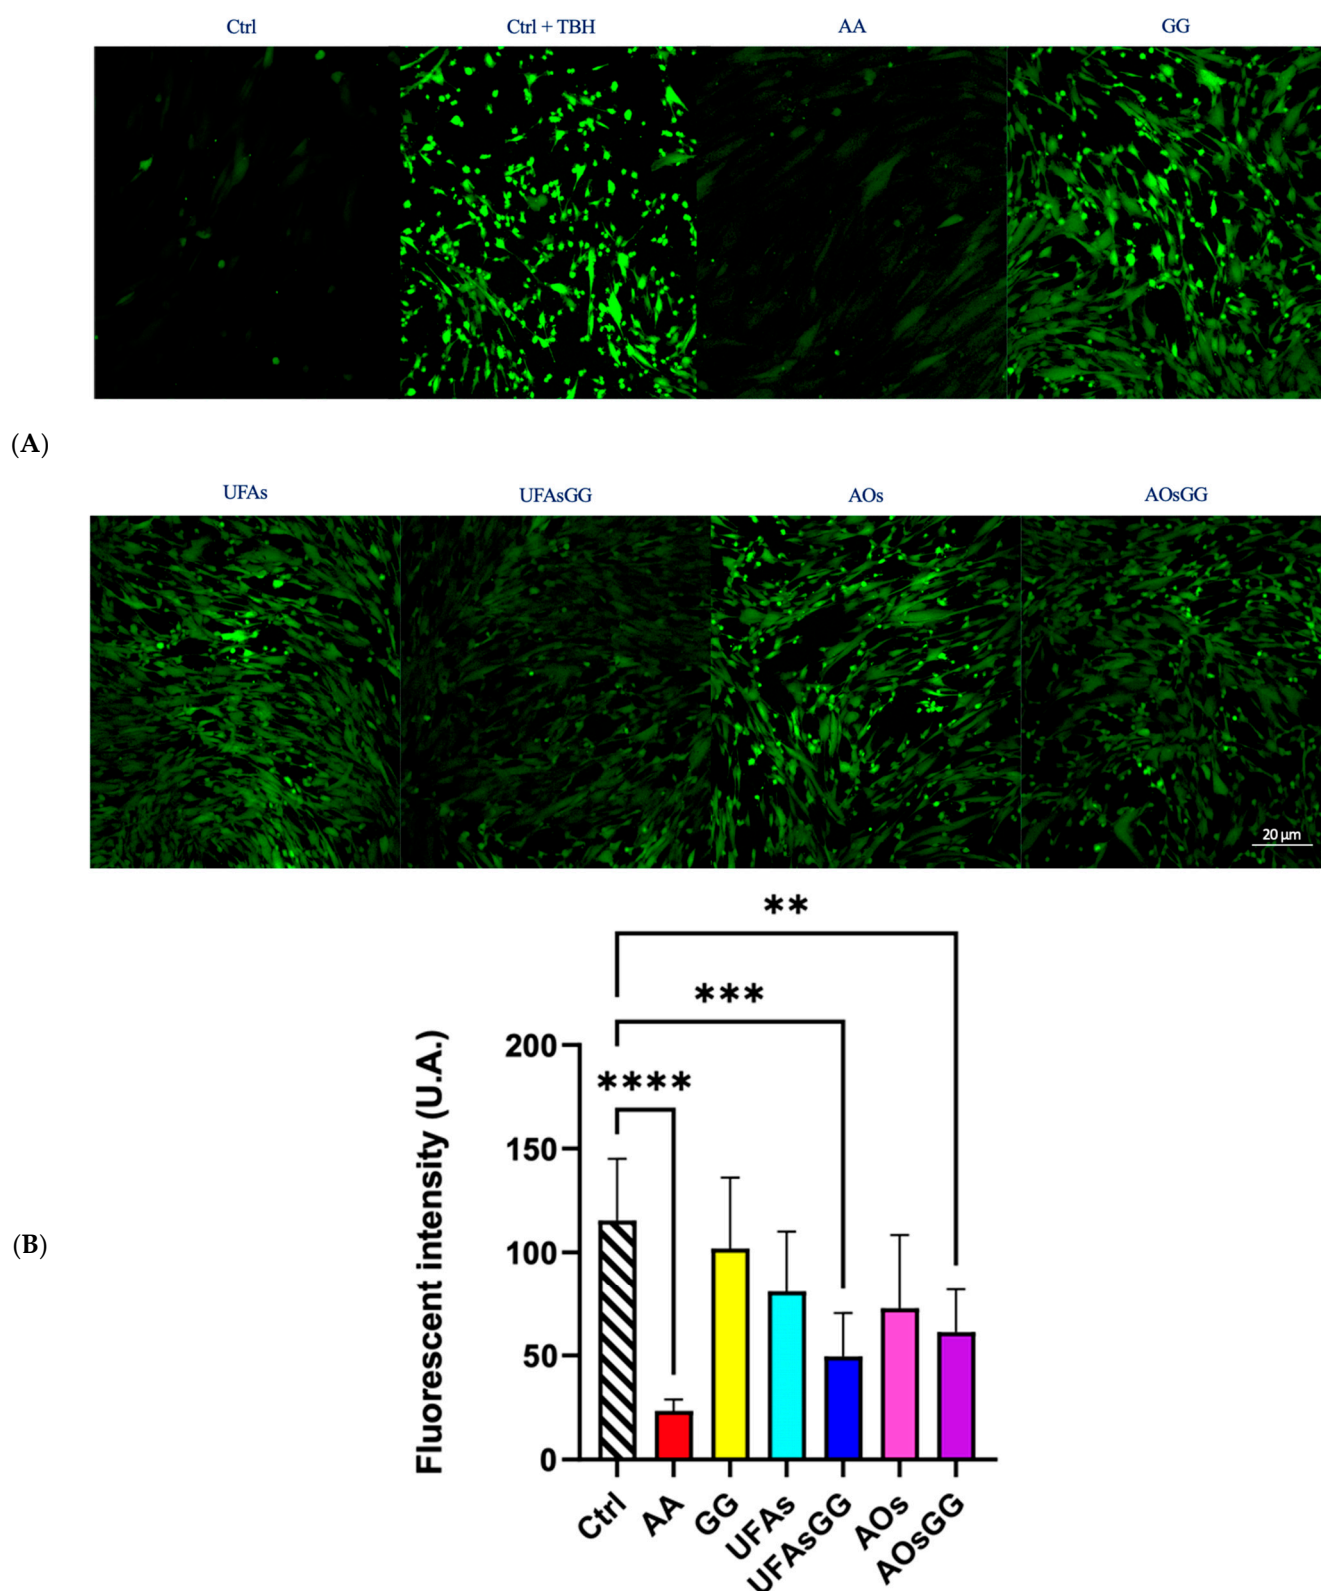 Ctrl
Ctrl + TBH
AA
GG
(A)
UFAs
UFAsGG
AOs
AOsGG
20 µm
**
***
****
200
150
100
50
0
Fluorescent intensity (U.A.)
(B)
Ctrl
AA
GG
UFAs
UFAsGG
AOs
AOsGG